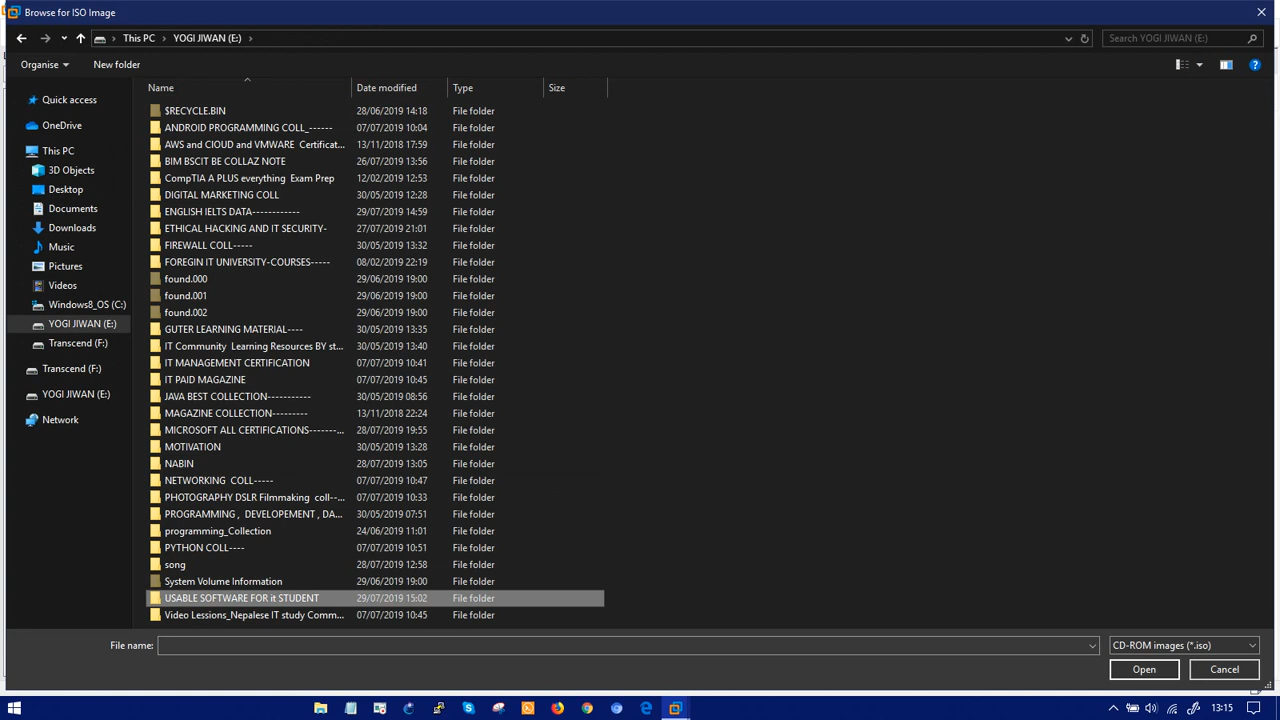 Browse for ISO Image
This PC YOGI JIWAN (E:) Search YOGI JIWAN (E:)
Organise New folder
Name Date modified Type Size
Quick access
OneDrive
This PC
3D Objects
Desktop
Documents
Downloads
Music
Pictures
Videos
Windows8_OS (C:)
YOGI JIWAN (E:)
Transcend (F:)
Transcend (F:)
YOGI JIWAN (E:)
Network
$RECYCLE.BIN 28/06/2019 14:18 File folder
ANDROID PROGRAMMING COLL_------ 07/07/2019 10:04 File folder
AWS and ClOUD and VMWARE Certificat... 13/11/2018 17:59 File folder
BIM BSCIT BE COLLAZ NOTE 26/07/2019 13:56 File folder
CompTIA A PLUS everything Exam Prep 12/02/2019 12:53 File folder
DIGITAL MARKETING COLL 30/05/2019 12:28 File folder
ENGLISH IELTS DATA------------ 29/07/2019 14:59 File folder
ETHICAL HACKING AND IT SECURITY- 27/07/2019 21:01 File folder
FIREWALL COLL----- 30/05/2019 13:32 File folder
FOREGIN IT UNIVERSITY-COURSES----- 08/02/2019 22:19 File folder
found.000 29/06/2019 19:00 File folder
found.001 29/06/2019 19:00 File folder
found.002 29/06/2019 19:00 File folder
GUTER LEARNING MATERIAL---- 30/05/2019 13:35 File folder
IT Community Learning Resources BY st... 30/05/2019 13:40 File folder
IT MANAGEMENT CERTIFICATION 07/07/2019 10:41 File folder
IT PAID MAGAZINE 07/07/2019 10:45 File folder
JAVA BEST COLLECTION----------- 30/05/2019 08:56 File folder
MAGAZINE COLLECTION--------- 13/11/2018 22:24 File folder
MICROSOFT ALL CERTIFICATIONS-------... 28/07/2019 19:55 File folder
MOTIVATION 30/05/2019 13:28 File folder
NABIN 28/07/2019 13:05 File folder
NETWORKING COLL----- 07/07/2019 10:47 File folder
PHOTOGRAPHY DSLR Filmmaking coll--... 07/07/2019 10:33 File folder
PROGRAMMING , DEVELOPEMENT , DA... 30/05/2019 07:51 File folder
programming_Collection 24/06/2019 11:01 File folder
PYTHON COLL---- 07/07/2019 10:51 File folder
song 28/07/2019 12:58 File folder
System Volume Information 29/06/2019 19:00 File folder
USABLE SOFTWARE FOR it STUDENT 29/07/2019 15:02 File folder
Video Lessions_Nepalese IT study Comm... 07/07/2019 10:45 File folder
File name: CD-ROM images (*.iso)
Open Cancel
13:15